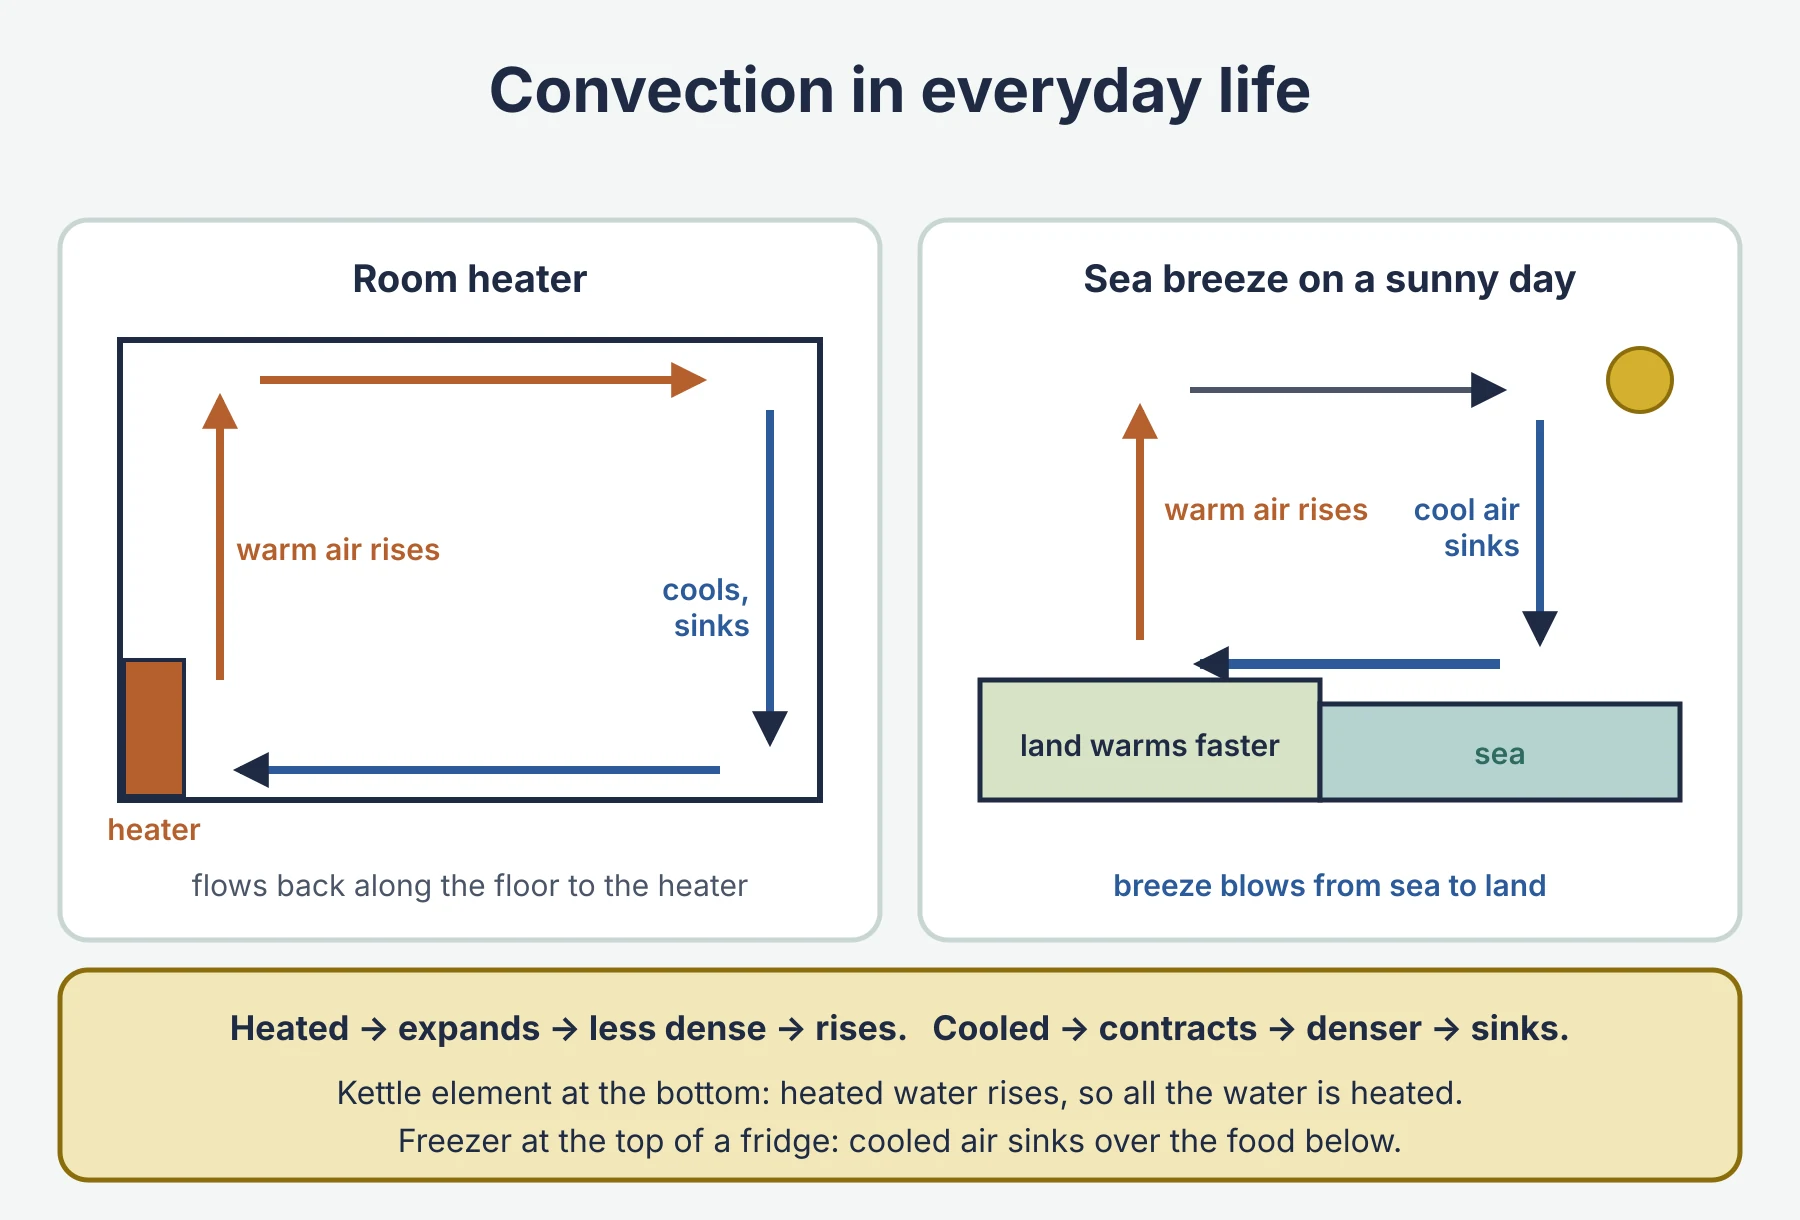 Convection in everyday life
Room heater
warm air rises
cools,
sinks
heater
flows back along the floor to the heater
Sea breeze on a sunny day
warm air rises
cool air
sinks
land warms faster
sea
breeze blows from sea to land
Heated → expands → less dense → rises. Cooled → contracts → denser → sinks.
Kettle element at the bottom: heated water rises, so all the water is heated.
Freezer at the top of a fridge: cooled air sinks over the food below.